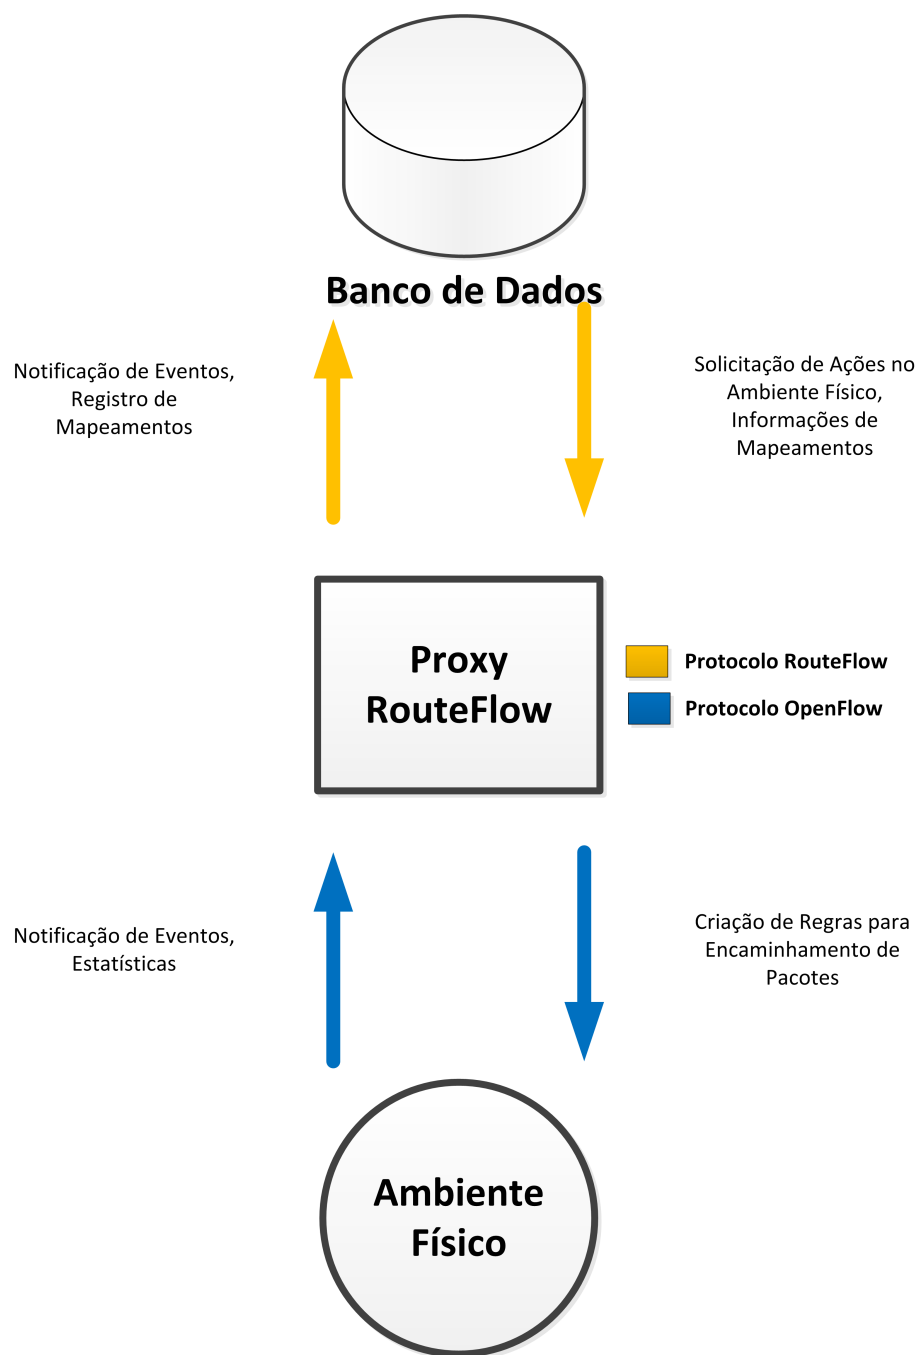 Banco de Dados
Notificação de Eventos,
Registro de
Mapeamentos
Solicitação de Ações no
Ambiente Físico,
Informações de
Mapeamentos
Proxy
RouteFlow
Protocolo RouteFlow
Protocolo OpenFlow
Notificação de Eventos,
Estatísticas
Criação de Regras para
Encaminhamento de
Pacotes
Ambiente
Físico